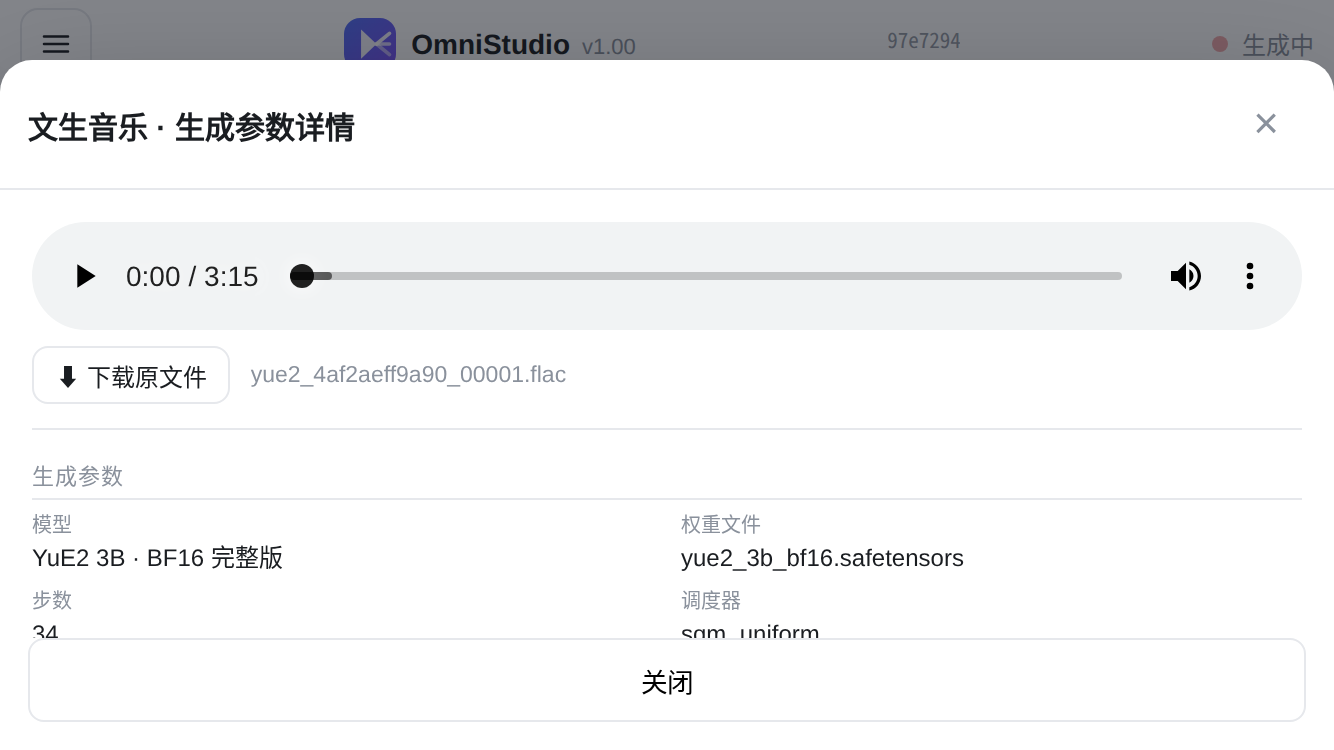 OmniStudio v1.00
97e7294
生成中
文生音乐 · 生成参数详情
0:00 / 3:15
下载原文件
yue2_4af2aeff9a90_00001.flac
生成参数
模型
YuE2 3B · BF16 完整版
权重文件
yue2_3b_bf16.safetensors
步数
34
调度器
sgm_uniform
关闭